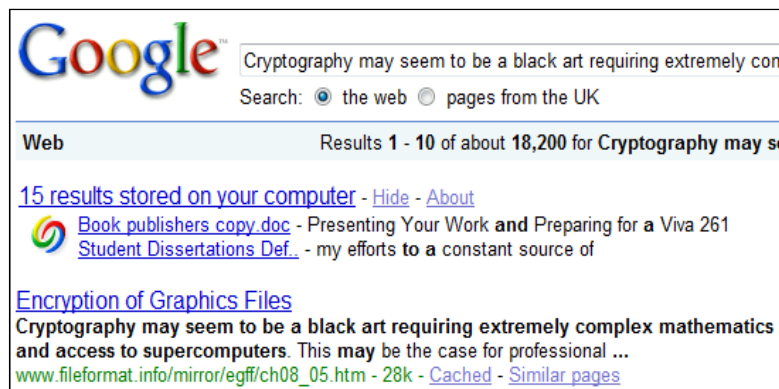 Google™
Cryptography may seem to be a black art requiring extremely com
Search: the web pages from the UK
Web Results 1 - 10 of about 18,200 for Cryptography may s
15 results stored on your computer - Hide - About
Book publishers copy.doc - Presenting Your Work and Preparing for a Viva 261
Student Dissertations Def.. - my efforts to a constant source of
Encryption of Graphics Files
Cryptography may seem to be a black art requiring extremely complex mathematics
and access to supercomputers. This may be the case for professional ...
www.fileformat.info/mirror/egff/ch08_05.htm - 28k - Cached - Similar pages